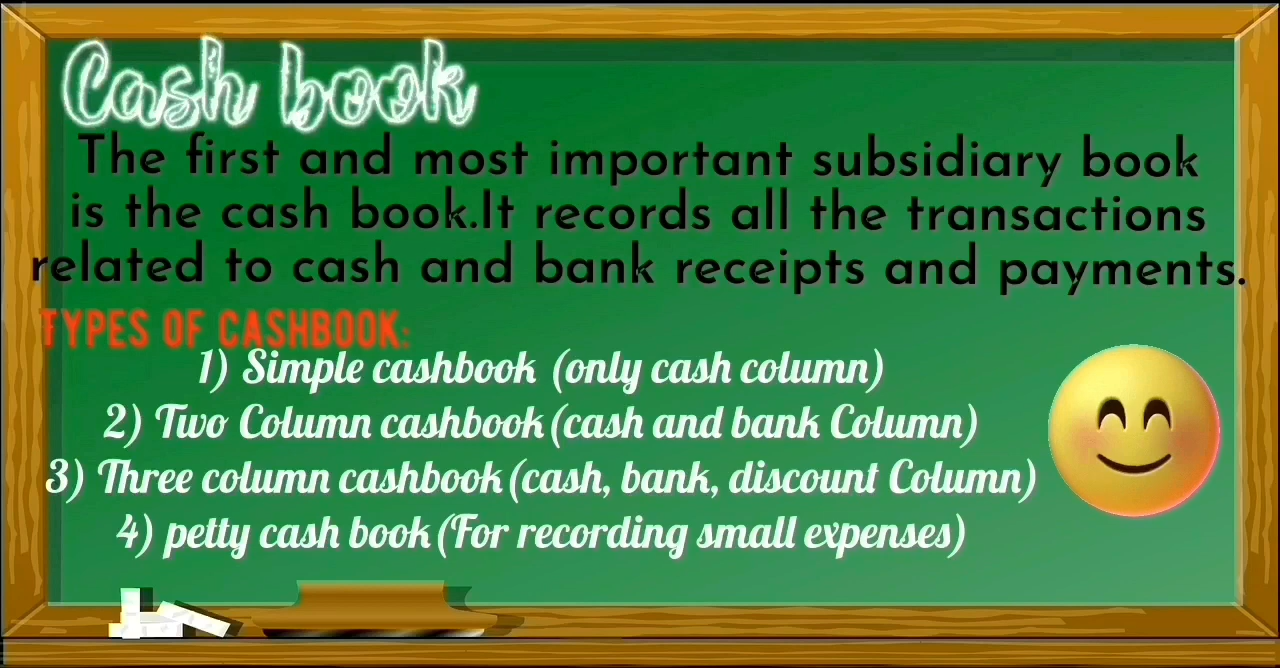 Cash book
The first and most important subsidiary book
is the cash book.It records all the transactions
related to cash and bank receipts and payments.
TYPES OF CASHBOOK:
1) Simple cashbook (only cash column)
2) Two Column cashbook(cash and bank Column)
3) Three column cashbook(cash, bank, discount Column)
4) petty cash book(For recording small expenses)